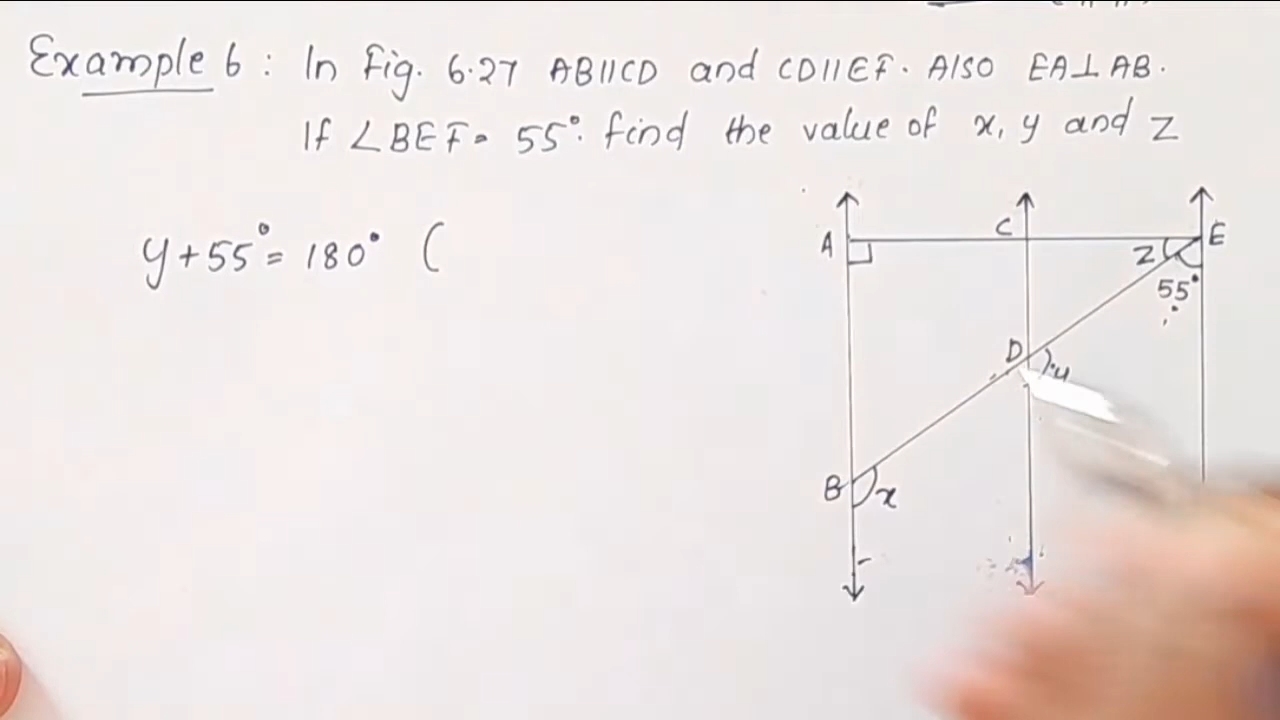 Example 6 : In Fig. 6.27 AB||CD and CD||EF. Also EA⊥AB.
If ∠BEF = 55°. find the value of x, y and z
y + 55° = 180° (
A
C
E
z
55°
D
y
B
x